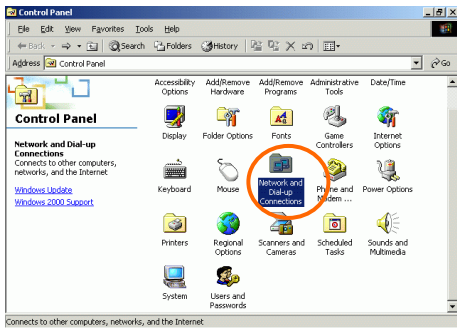 Control Panel
File Edit View Favorites Tools Help
Back Search Folders History
Address Control Panel Go
Control Panel
Network and Dial-up
Connections
Connects to other computers,
networks, and the Internet
Windows Update
Windows 2000 Support
Accessibility Options
Add/Remove Hardware
Add/Remove Programs
Administrative Tools
Date/Time
Display
Folder Options
Fonts
Game Controllers
Internet Options
Keyboard
Mouse
Network and Dial-up Connections
Phone and Modem ...
Power Options
Printers
Regional Options
Scanners and Cameras
Scheduled Tasks
Sounds and Multimedia
System
Users and Passwords
Connects to other computers, networks, and the Internet